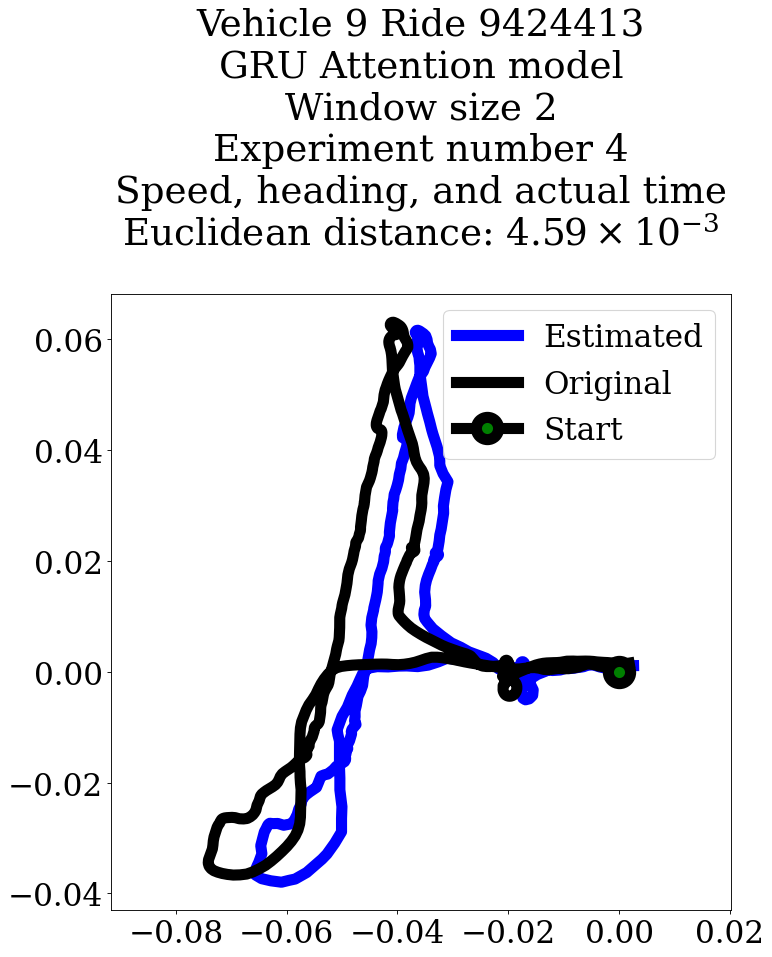 Vehicle 9 Ride 9424413
GRU Attention model
Window size 2
Experiment number 4
Speed, heading, and actual time
Euclidean distance: 4.59 × 10⁻³
Estimated
Original
Start
0.06
0.04
0.02
0.00
−0.02
−0.04
−0.08 −0.06 −0.04 −0.02 0.00 0.02